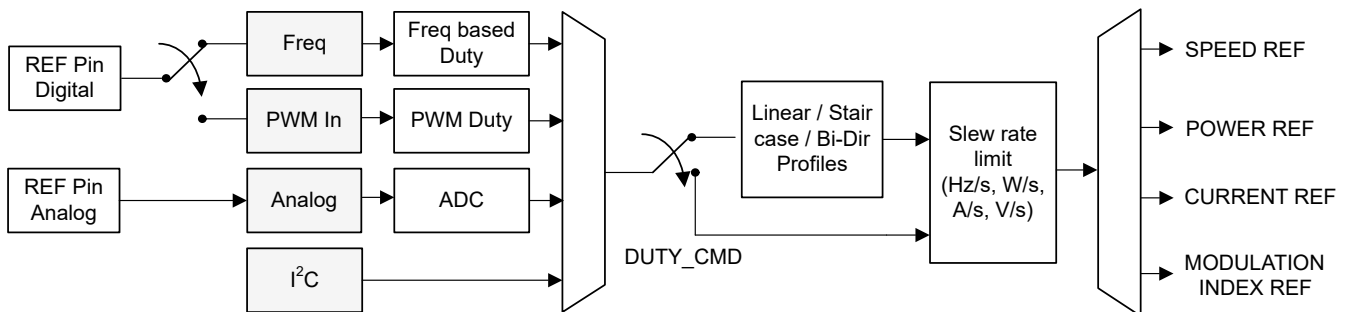 REF Pin
Digital
Freq
Freq based
Duty
PWM In
PWM Duty
REF Pin
Analog
Analog
ADC
I²C
DUTY_CMD
Linear / Stair
case / Bi-Dir
Profiles
Slew rate
limit
(Hz/s, W/s,
A/s, V/s)
SPEED REF
POWER REF
CURRENT REF
MODULATION
INDEX REF